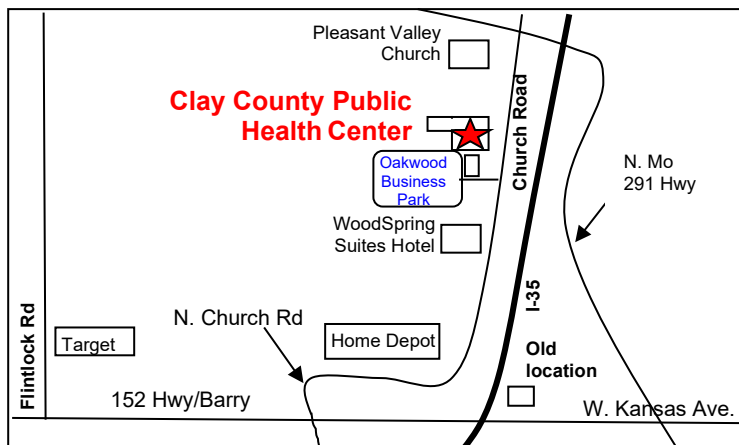 Pleasant Valley
Church
Clay County Public
Health Center
Church Road
Oakwood
Business
Park
N. Mo
291 Hwy
WoodSpring
Suites Hotel
I-35
Flintlock Rd
N. Church Rd
Target
Home Depot
Old
location
152 Hwy/Barry
W. Kansas Ave.